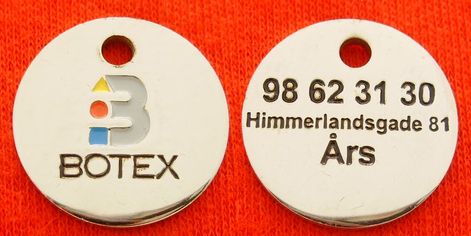 BOTEX
98 62 31 30
Himmerlandsgade 81
Års